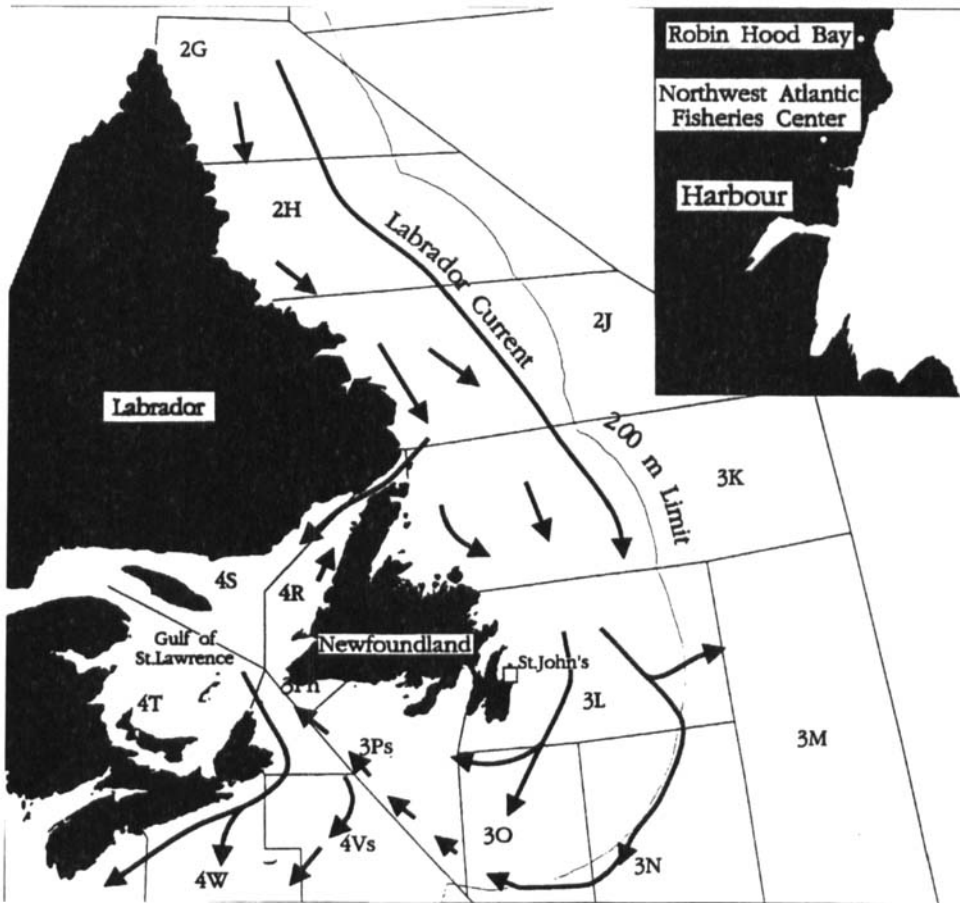 2G
Robin Hood Bay
Northwest Atlantic
Fisheries Center
Harbour
2H
Labrador Current
2J
Labrador
200 m Limit
3K
4S
4R
Newfoundland
Gulf of
St.Lawrence
St.John's
3Pn
4T
3L
3Ps
3M
3O
4Vs
4W
3N